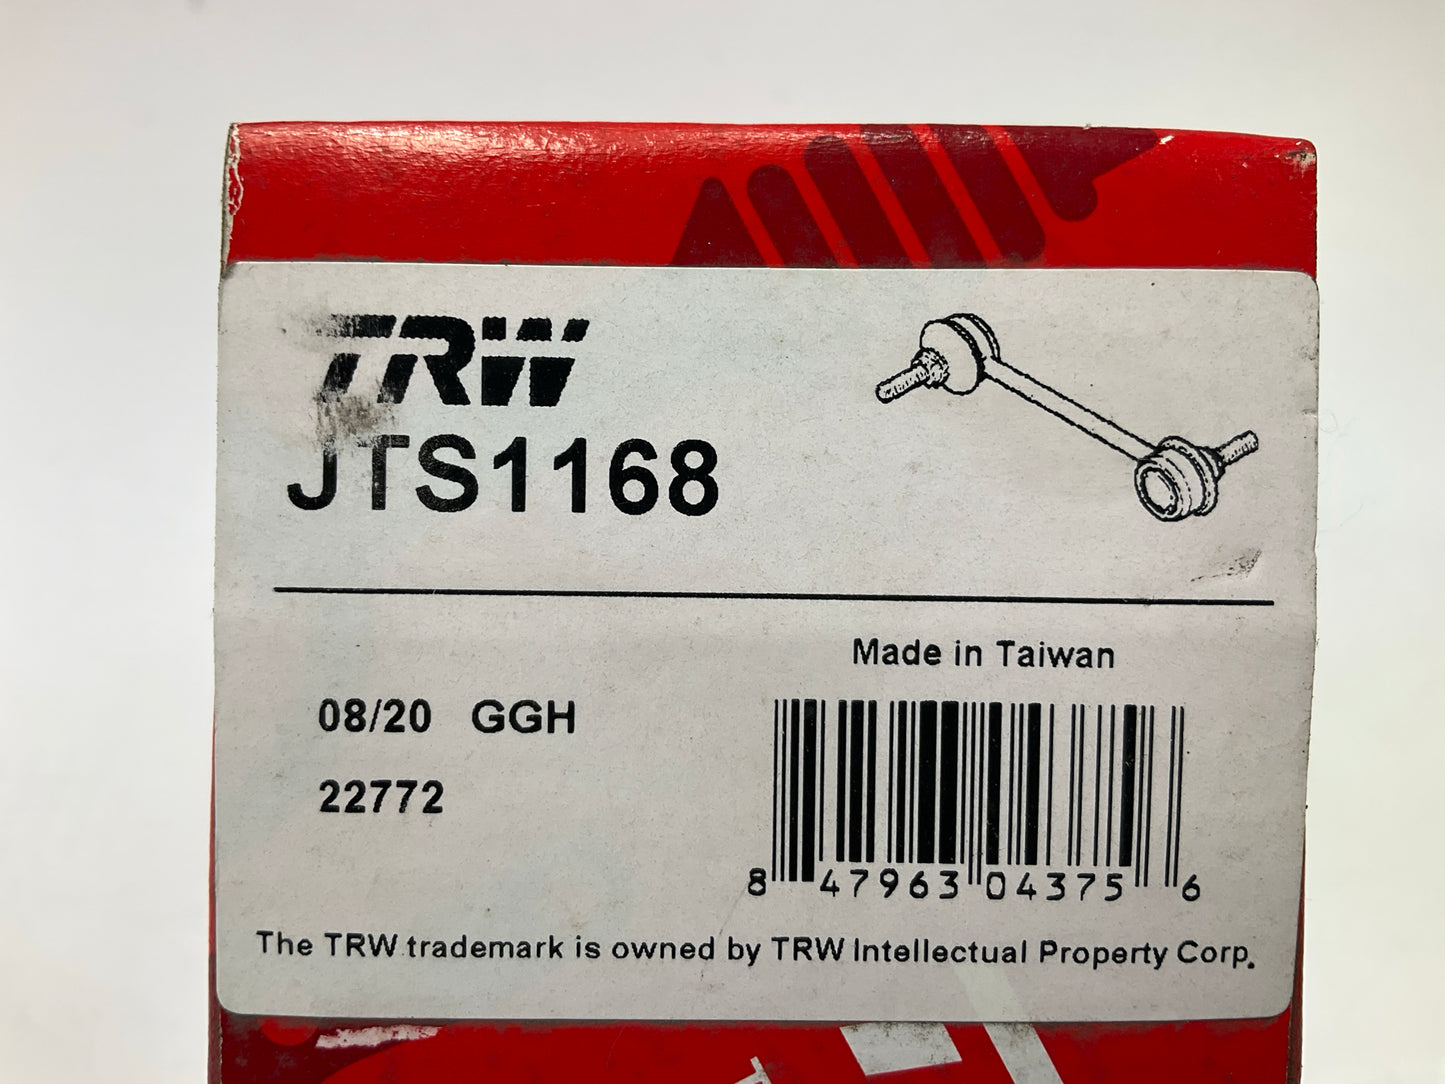 TRW
JTS1168
Made in Taiwan
08/20 GGH
22772
8 47963 04375 6
The TRW trademark is owned by TRW Intellectual Property Corp.